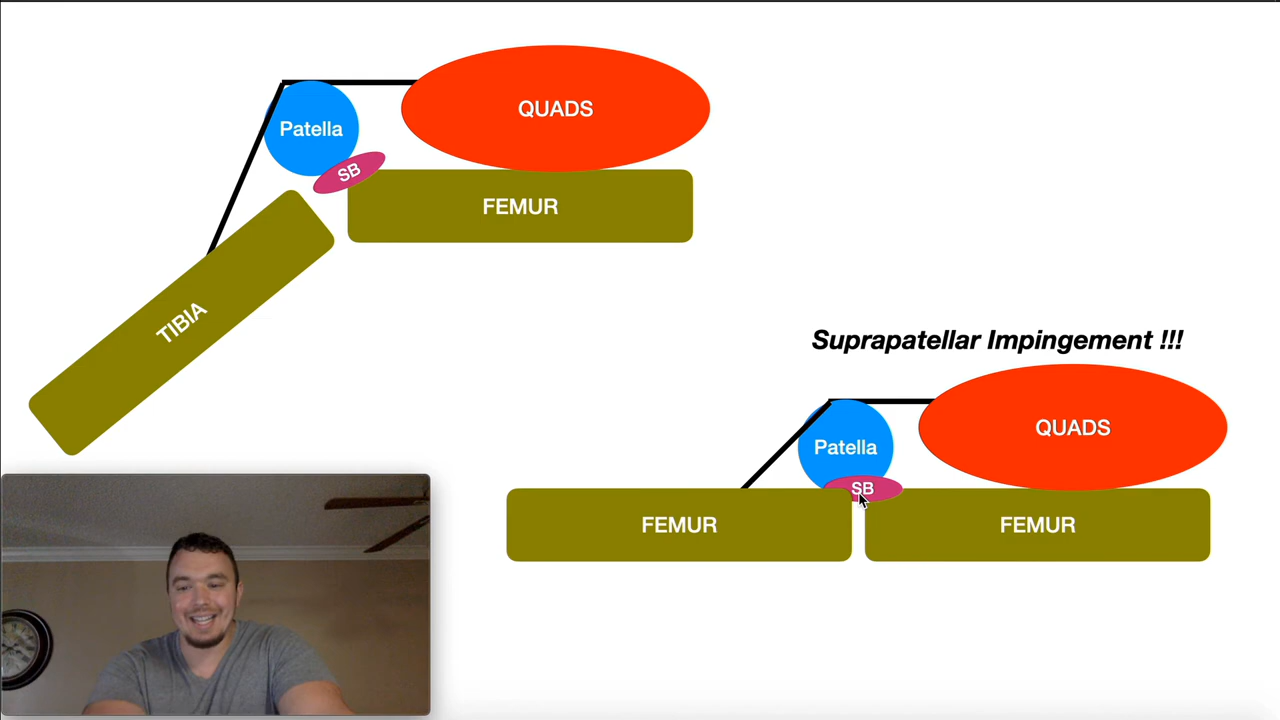 QUADS
Patella
SB
FEMUR
TIBIA
Suprapatellar Impingement !!!
QUADS
Patella
SB
FEMUR
FEMUR